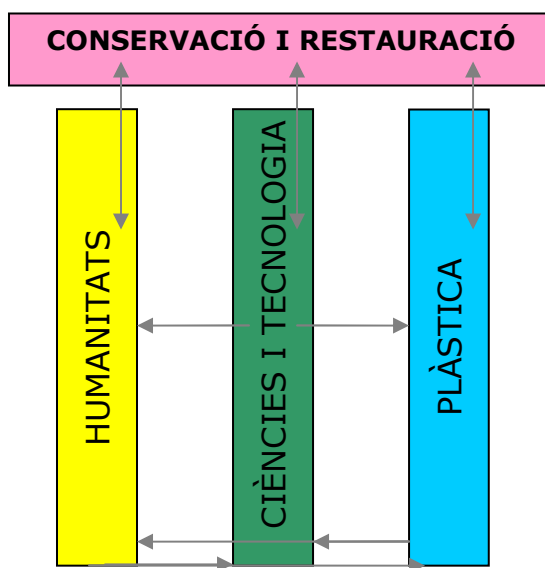 CONSERVACIÓ I RESTAURACIÓ
HUMANITATS
CIÈNCIES I TECNOLOGIA
PLÀSTICA